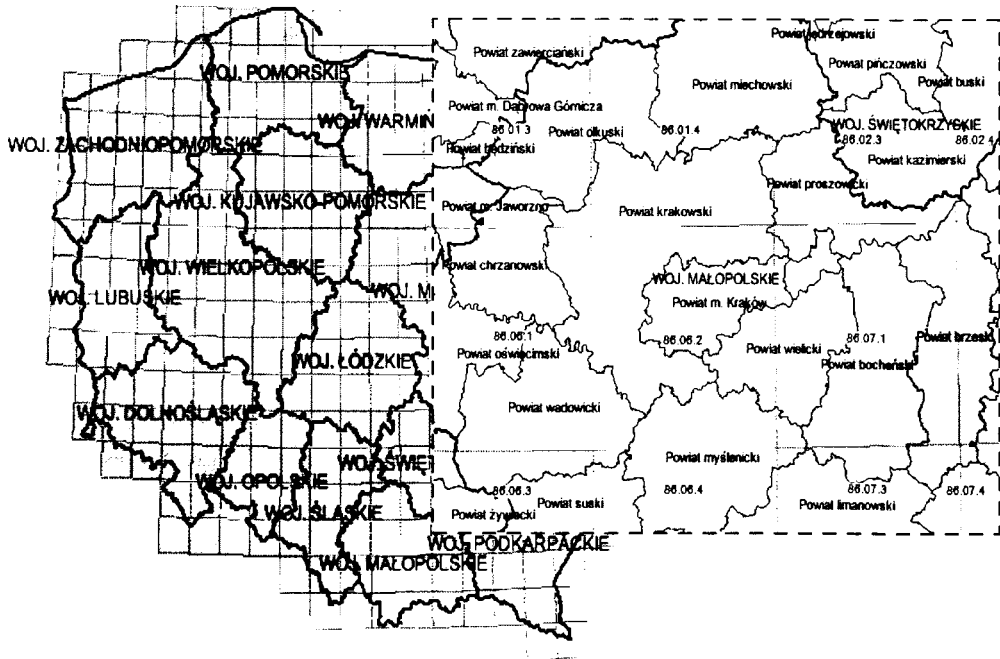 WOJ. POMORSKIE
WOJ. WARMIN
WOJ. ZACHODNIOPOMORSKIE
WOJ. KUJAWSKO-POMORSKIE
WOJ. WIELKOPOLSKIE
WOJ. LUBUSKIE
WOJ. M
WOJ. ŁÓDZKIE
WOJ. DOLNOŚLĄSKIE
WOJ. ŚWIĘT
WOJ. OPOLSKIE
WOJ. ŚLĄSKIE
WOJ. PODKARPACKIE
WOJ. MAŁOPOLSKIE
Powiat jędrzejowski
Powiat zawierciański
Powiat pińczowski
Powiat miechowski
Powiat buski
Powiat m. Dąbrowa Górnicza
86.01.3
Powiat olkuski
86.01.4
WOJ. ŚWIĘTOKRZYSKIE
86.02.3
86.02.4
Powiat będziński
Powiat kazimierski
Powiat proszowicki
Powiat m. Jaworzno
Powiat krakowski
Powiat chrzanowski
WOJ. MAŁOPOLSKIE
Powiat m. Kraków
86.06.1
86.06.2
86.07.1
Powiat brzeski
Powiat oświęcimski
Powiat wielicki
Powiat bocheński
Powiat wadowicki
Powiat myślenicki
86.06.3
86.06.4
86.07.3
86.07.4
Powiat suski
Powiat limanowski
Powiat żywiecki